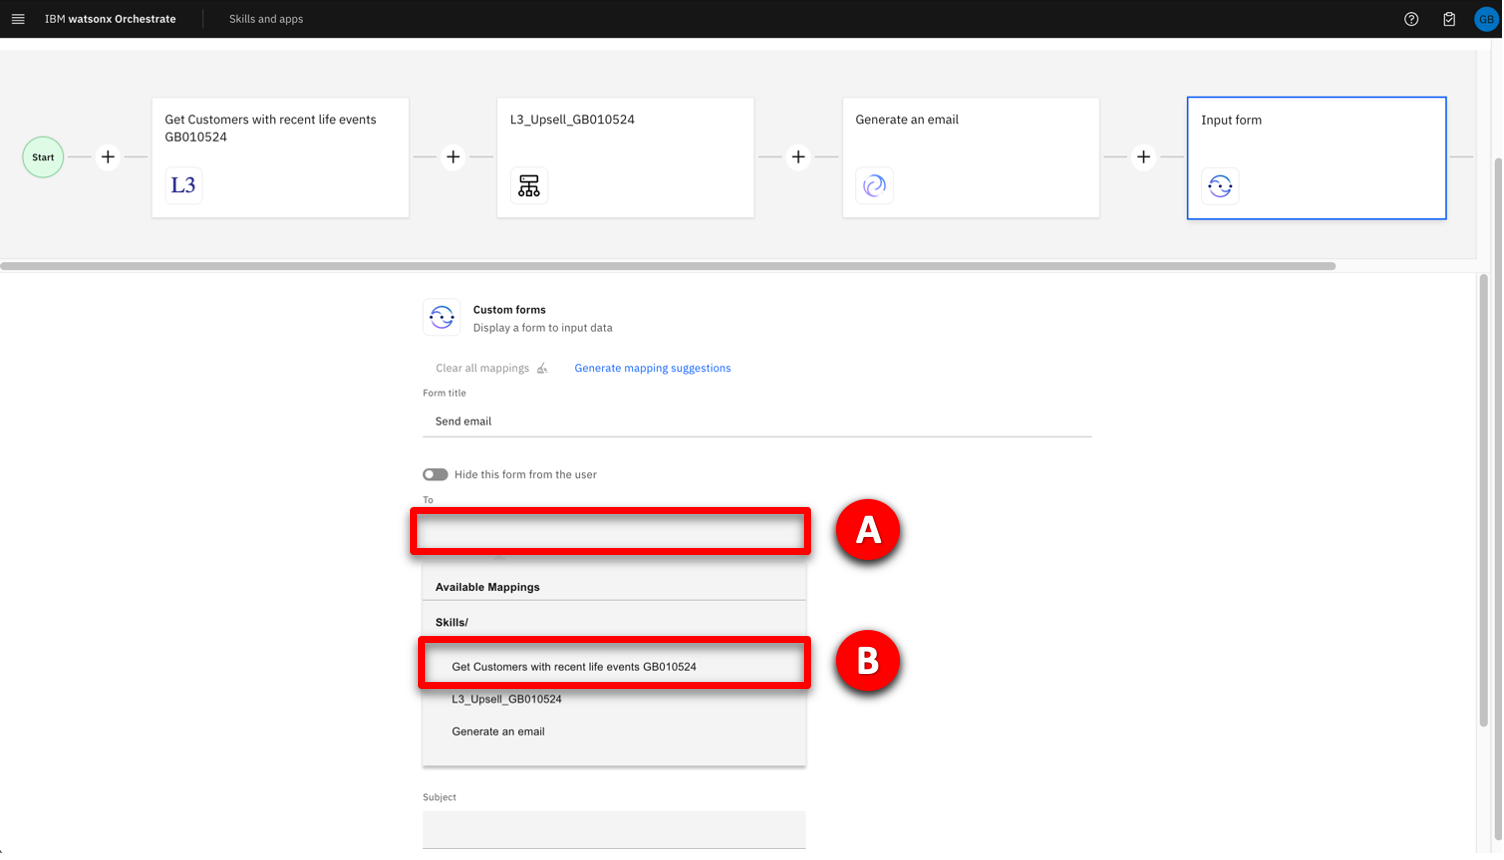 IBM watsonx Orchestrate
Skills and apps
GB
Start
Get Customers with recent life events
GB010524
L3
L3_Upsell_GB010524
Generate an email
Input form
Custom forms
Display a form to input data
Clear all mappings
Generate mapping suggestions
Form title
Send email
Hide this form from the user
To
A
Available Mappings
Skills/
Get Customers with recent life events GB010524
B
L3_Upsell_GB010524
Generate an email
Subject